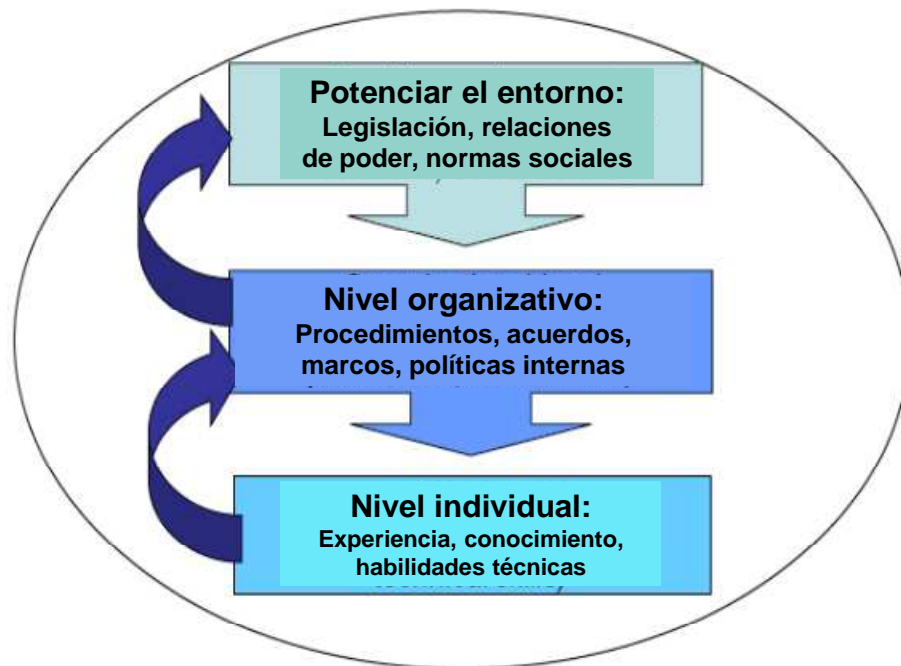 Potenciar el entorno:
Legislación, relaciones
de poder, normas sociales
Nivel organizativo:
Procedimientos, acuerdos,
marcos, políticas internas
Nivel individual:
Experiencia, conocimiento,
habilidades técnicas